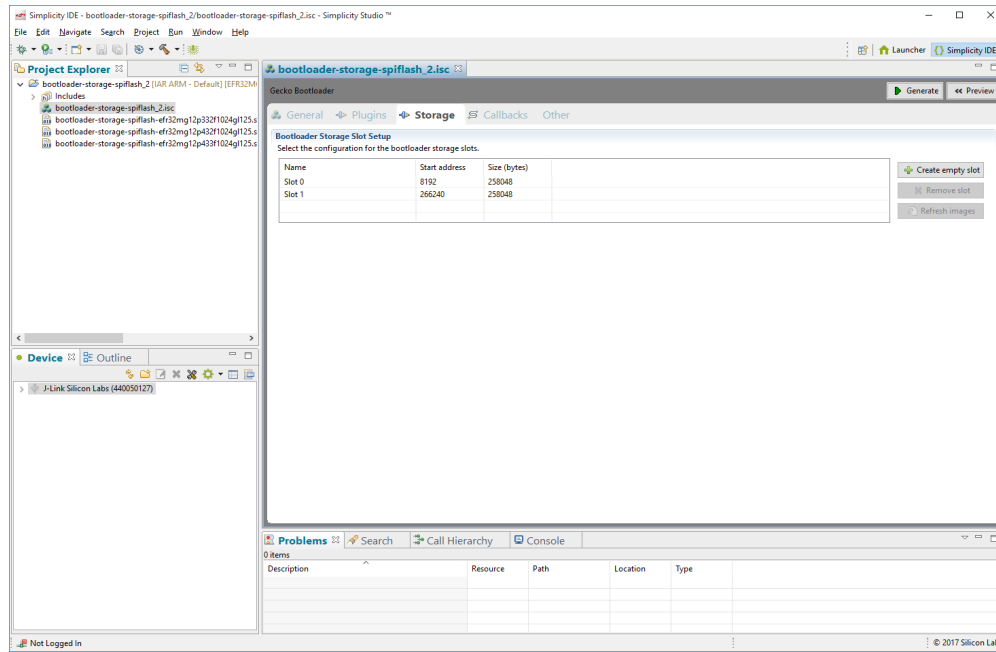 Simplicity IDE - bootloader-storage-spiflash_2/bootloader-storage-spiflash_2.isc - Simplicity Studio ™
File Edit Navigate Search Project Run Window Help
Launcher Simplicity IDE
Project Explorer
bootloader-storage-spiflash_2 [IAR ARM - Default] [EFR32M
Includes
bootloader-storage-spiflash_2.isc
bootloader-storage-spiflash-efr32mg12p332f1024gl125.s
bootloader-storage-spiflash-efr32mg12p433f1024gl125.s
bootloader-storage-spiflash-efr32mg12p433f1024gl125.s
Device Outline
J-Link Silicon Labs (440050127)
bootloader-storage-spiflash_2.isc
Gecko Bootloader
Generate Preview
General Plugins Storage Callbacks Other
Bootloader Storage Slot Setup
Select the configuration for the bootloader storage slots.
Name Start address Size (bytes)
Slot 0 8192 258048
Slot 1 266240 258048
Create empty slot
Remove slot
Refresh images
Problems Search Call Hierarchy Console
0 items
Description Resource Path Location Type
Not Logged In
© 2017 Silicon Lal